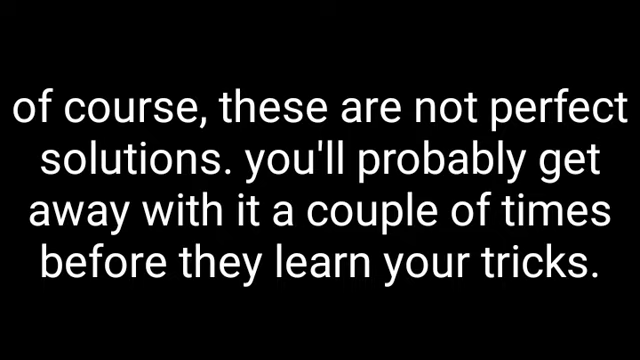 of course, these are not perfect
solutions. you'll probably get
away with it a couple of times
before they learn your tricks.